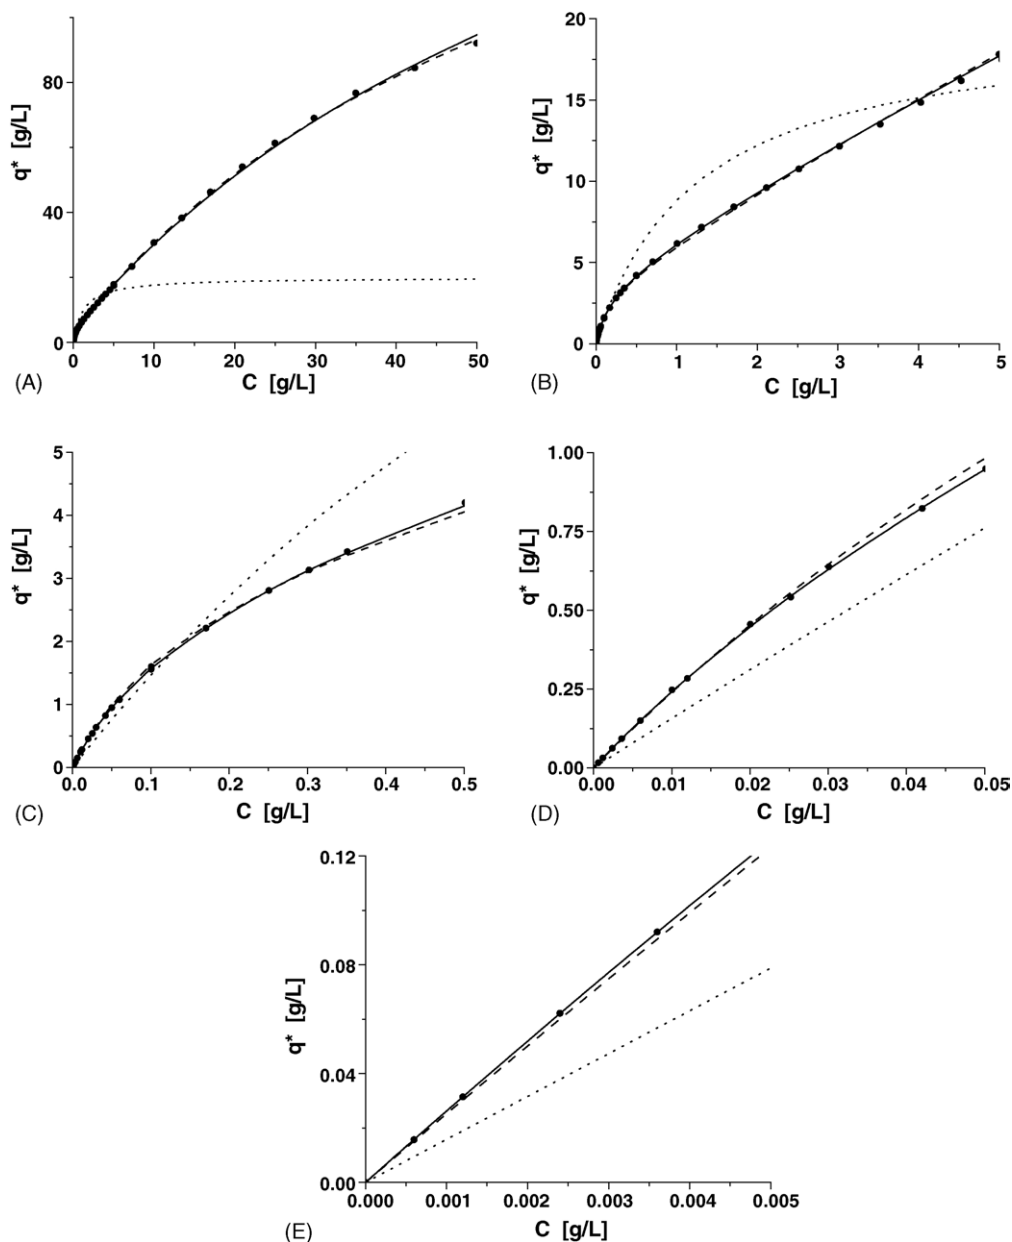 80
40
0
q* [g/L]
0 10 20 30 40 50
C [g/L]
(A)
20
15
10
5
0
q* [g/L]
0 1 2 3 4 5
C [g/L]
(B)
5
4
3
2
1
0
q* [g/L]
0.1 0.2 0.3 0.4 0.5
C [g/L]
(C)
1.00
0.75
0.50
0.25
0.00
q* [g/L]
0.00 0.01 0.02 0.03 0.04 0.05
C [g/L]
(D)
0.12
0.08
0.04
0.00
q* [g/L]
0.000 0.001 0.002 0.003 0.004 0.005
C [g/L]
(E)